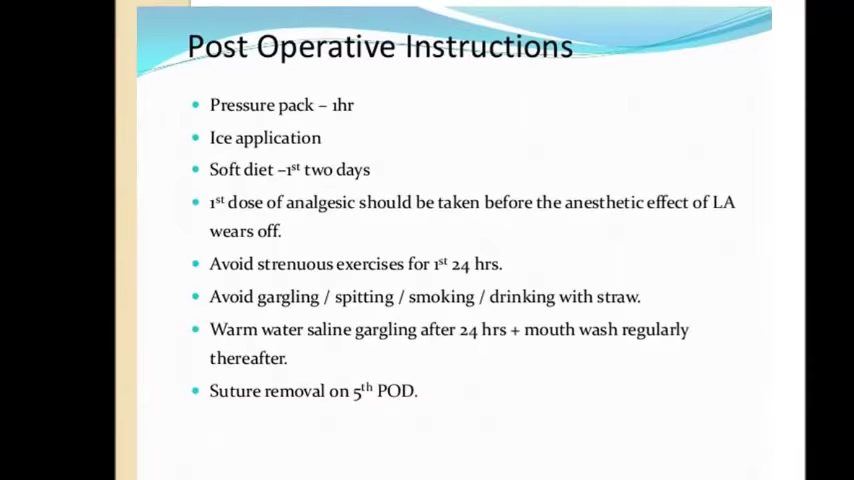 Post Operative Instructions
• Pressure pack – 1hr
• Ice application
• Soft diet –1st two days
• 1st dose of analgesic should be taken before the anesthetic effect of LA
wears off.
• Avoid strenuous exercises for 1st 24 hrs.
• Avoid gargling / spitting / smoking / drinking with straw.
• Warm water saline gargling after 24 hrs + mouth wash regularly
thereafter.
• Suture removal on 5th POD.